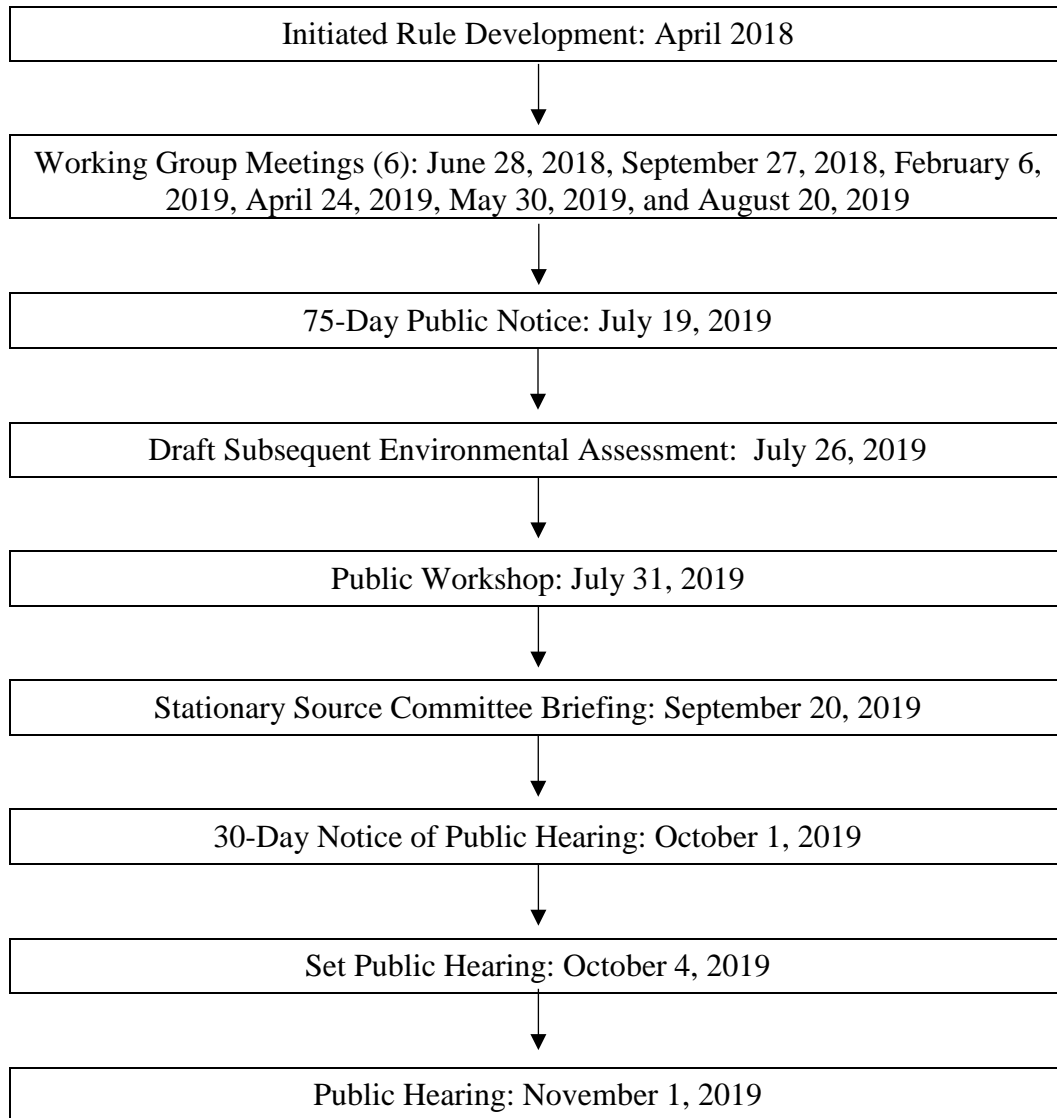 Initiated Rule Development: April 2018
Working Group Meetings (6): June 28, 2018, September 27, 2018, February 6,
2019, April 24, 2019, May 30, 2019, and August 20, 2019
75-Day Public Notice: July 19, 2019
Draft Subsequent Environmental Assessment:  July 26, 2019
Public Workshop: July 31, 2019
Stationary Source Committee Briefing: September 20, 2019
30-Day Notice of Public Hearing: October 1, 2019
Set Public Hearing: October 4, 2019
Public Hearing: November 1, 2019